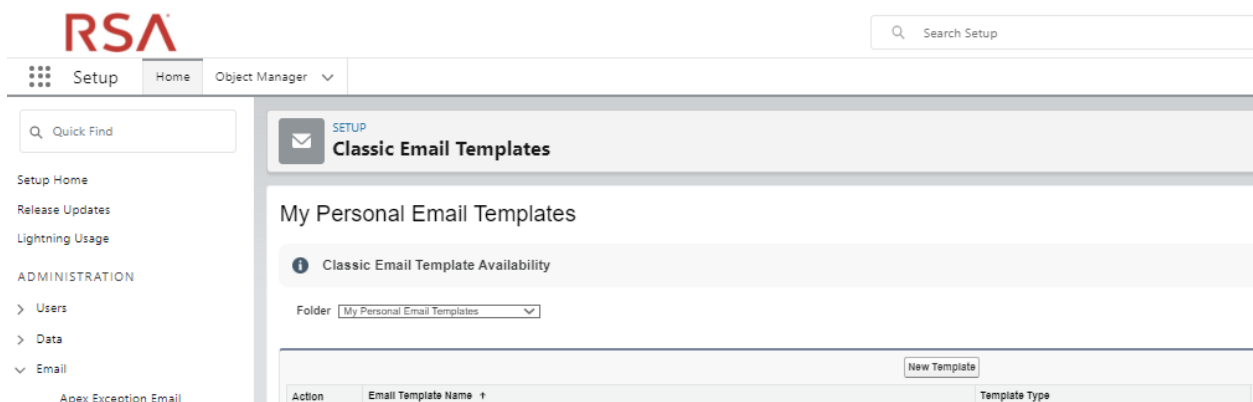 RSA
Search Setup
Setup Home Object Manager
Quick Find
SETUP
Classic Email Templates
Setup Home
Release Updates
Lightning Usage
My Personal Email Templates
ADMINISTRATION
Classic Email Template Availability
Users
Folder My Personal Email Templates
Data
Email
New Template
Apex Exception Email
Action Email Template Name ↑ Template Type